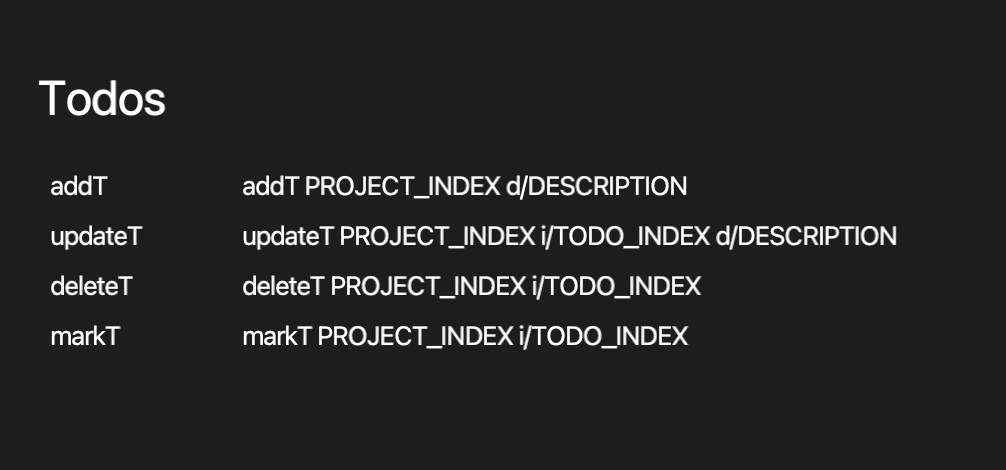 Todos
addT addT PROJECT_INDEX d/DESCRIPTION
updateT updateT PROJECT_INDEX i/TODO_INDEX d/DESCRIPTION
deleteT deleteT PROJECT_INDEX i/TODO_INDEX
markT markT PROJECT_INDEX i/TODO_INDEX